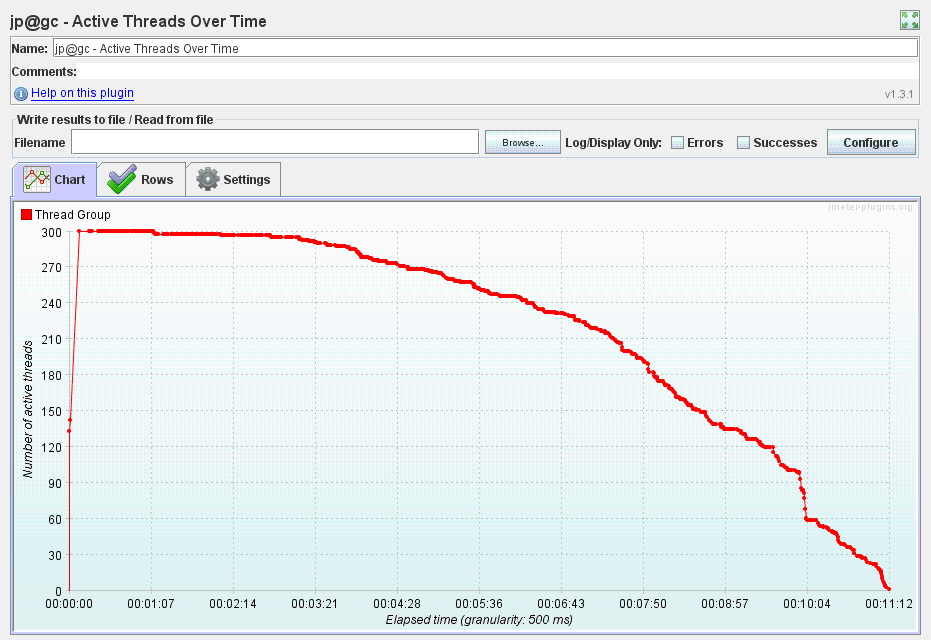 jp@gc - Active Threads Over Time
Name: jp@gc - Active Threads Over Time
Comments:
Help on this plugin
v1.3.1
Write results to file / Read from file
Filename Browse... Log/Display Only: Errors Successes Configure
Chart Rows Settings
jmeter-plugins.org
Thread Group
300
270
240
210
180
150
120
90
60
30
0
Number of active threads
00:00:00 00:01:07 00:02:14 00:03:21 00:04:28 00:05:36 00:06:43 00:07:50 00:08:57 00:10:04 00:11:12
Elapsed time (granularity: 500 ms)